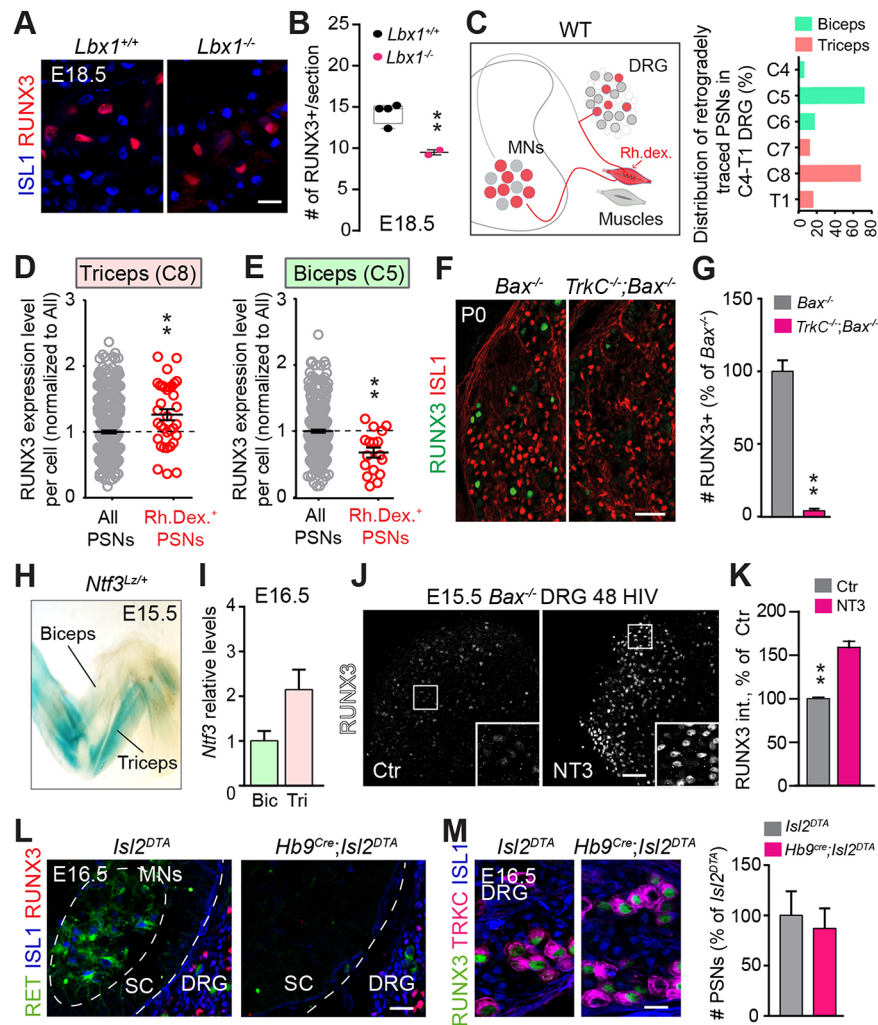 A
Lbx1+/+
Lbx1-/-
ISL1 RUNX3
E18.5
B
# of RUNX3+/section
25
20
15
10
5
0
Lbx1+/+
Lbx1-/-
**
E18.5
C
WT
DRG
MNs
Rh.dex.
Muscles
Distribution of retrogradely
traced PSNs in
C4-T1 DRG (%)
Biceps
Triceps
C4
C5
C6
C7
C8
T1
0
20
40
60
80
D
Triceps (C8)
RUNX3 expression level
per cell (normalized to All)
3
2
1
0
**
All
PSNs
Rh.Dex.+
PSNs
E
Biceps (C5)
RUNX3 expression level
per cell (normalized to All)
3
2
1
0
**
All
PSNs
Rh.Dex.+
PSNs
F
Bax-/-
TrkC-/-;Bax-/-
RUNX3 ISL1
P0
G
# RUNX3+ (% of Bax-/-)
150
100
50
0
Bax-/-
TrkC-/-;Bax-/-
**
H
Ntf3Lz/+
E15.5
Biceps
Triceps
I
E16.5
Ntf3 relative levels
4
3
2
1
0
Bic
Tri
J
E15.5 Bax-/- DRG 48 HIV
RUNX3
Ctr
NT3
K
Ctr
NT3
RUNX3 int., % of Ctr
200
150
100
50
0
**
L
Isl2DTA
Hb9Cre;Isl2DTA
RET ISL1 RUNX3
E16.5
MNs
SC
DRG
SC
DRG
M
Isl2DTA
Hb9Cre;Isl2DTA
RUNX3 TRKC ISL1
E16.5
DRG
Isl2DTA
Hb9cre;Isl2DTA
# PSNs (% of Isl2DTA)
150
100
50
0